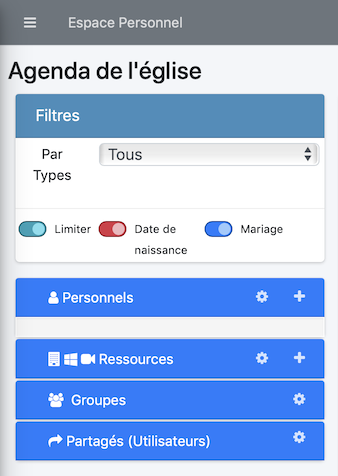 Espace Personnel
Agenda de l'église
Filtres
Par Types
Tous
Limiter
Date de naissance
Mariage
Personnels
Ressources
Groupes
Partagés (Utilisateurs)